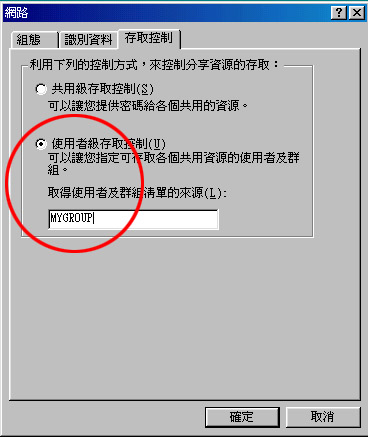 網路
組態 識別資料 存取控制
利用下列的控制方式，來控制分享資源的存取：
共用級存取控制(S)
可以讓您提供密碼給各個共用的資源。
使用者級存取控制(U)
可以讓您指定可存取各個共用資源的使用者及群
組。
取得使用者及群組清單的來源(L):
MYGROUP
確定 取消